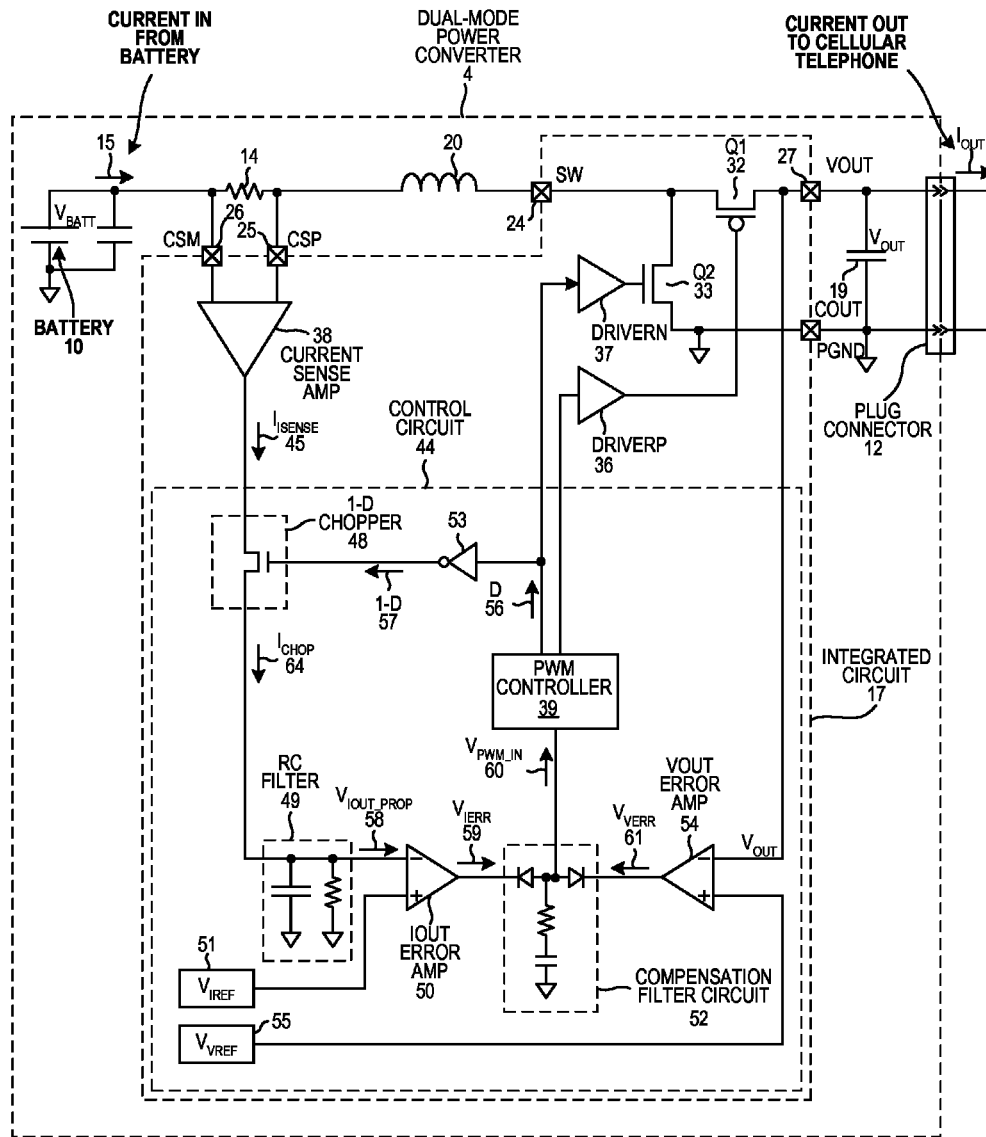 CURRENT IN
FROM
BATTERY
DUAL-MODE
POWER
CONVERTER
4
CURRENT OUT
TO CELLULAR
TELEPHONE
15
14
20
SW
24
Q1
32
27
VOUT
IOUT
VBATT
CSM
26
25
CSP
BATTERY
10
38
CURRENT
SENSE
AMP
Q2
33
DRIVERN
37
VOUT
19
COUT
PGND
DRIVERP
36
PLUG
CONNECTOR
12
IISENSE
45
CONTROL
CIRCUIT
44
1-D
CHOPPER
48
53
1-D
57
D
56
ICHOP
64
PWM
CONTROLLER
39
INTEGRATED
CIRCUIT
17
VPWM_IN
60
RC
FILTER
49
VIOUT_PROP
58
VIERR
59
VVERR
61
VOUT
ERROR
AMP
54
VOUT
-
+
-
+
IOUT
ERROR
AMP
50
COMPENSATION
FILTER CIRCUIT
52
51
VIREF
55
VVREF